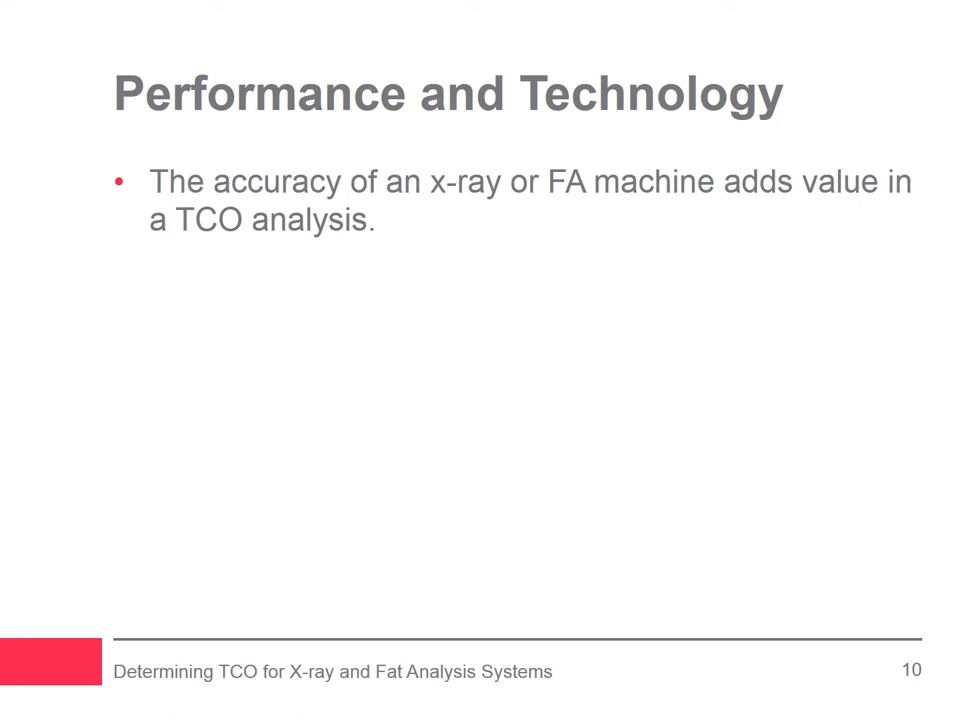 Performance and Technology
• The accuracy of an x-ray or FA machine adds value in
a TCO analysis.
Determining TCO for X-ray and Fat Analysis Systems
10